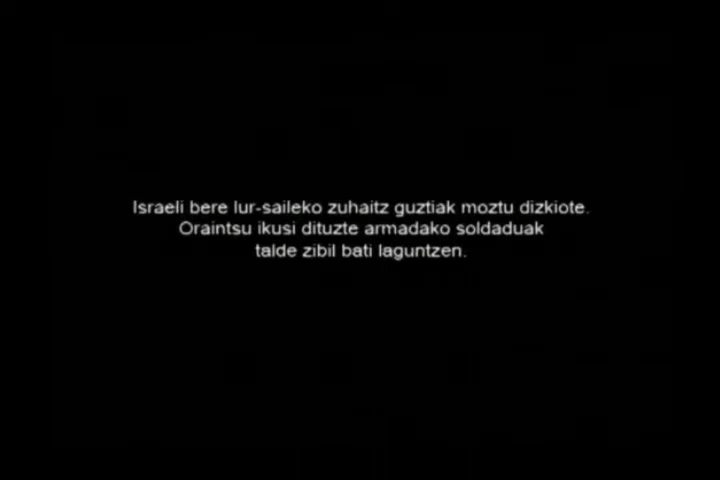 Israeli bere lur-saileko zuhaitz guztiak moztu dizkiote.
Oraintsu ikusi dituzte armadako soldaduak
talde zibil bati laguntzen.